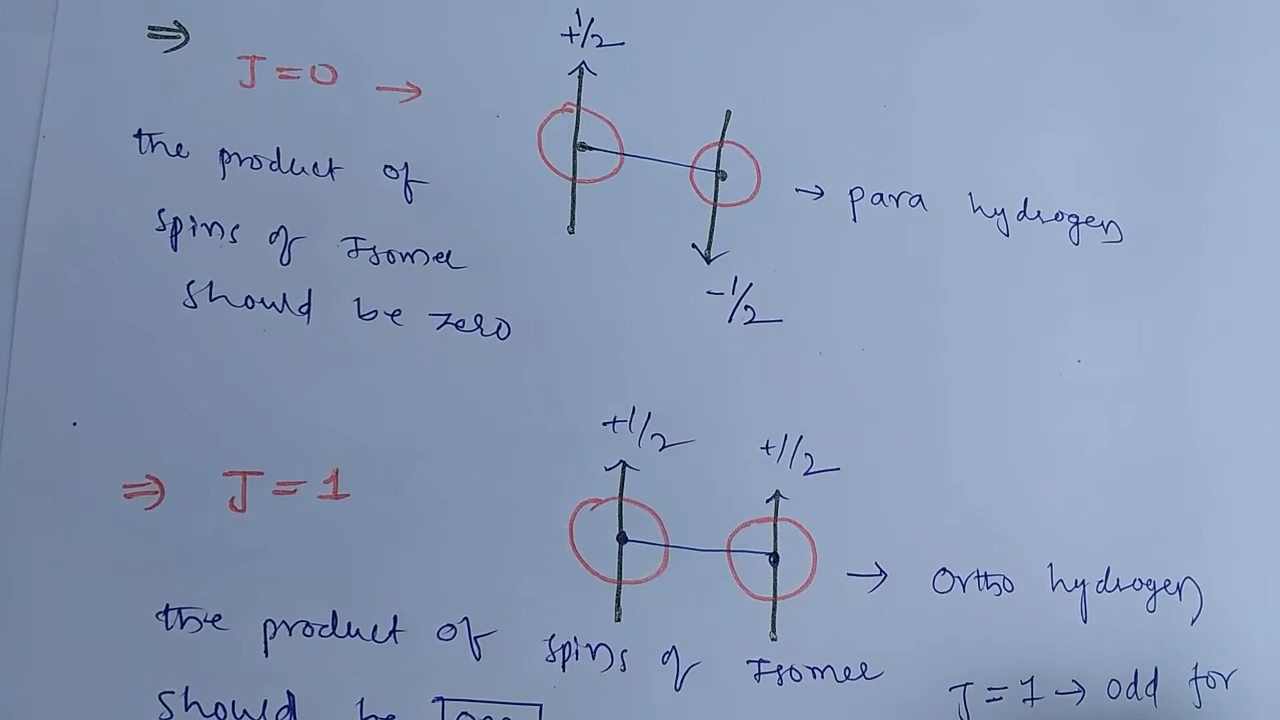 ⇒ J=0 →
+1/2
the product of
spins of Isomer
should be zero
→ para hydrogen
-1/2
⇒ J=1
+1/2
+1/2
→ Ortho hydrogen
the product of spins of Isomer
should be
J=1 → odd for